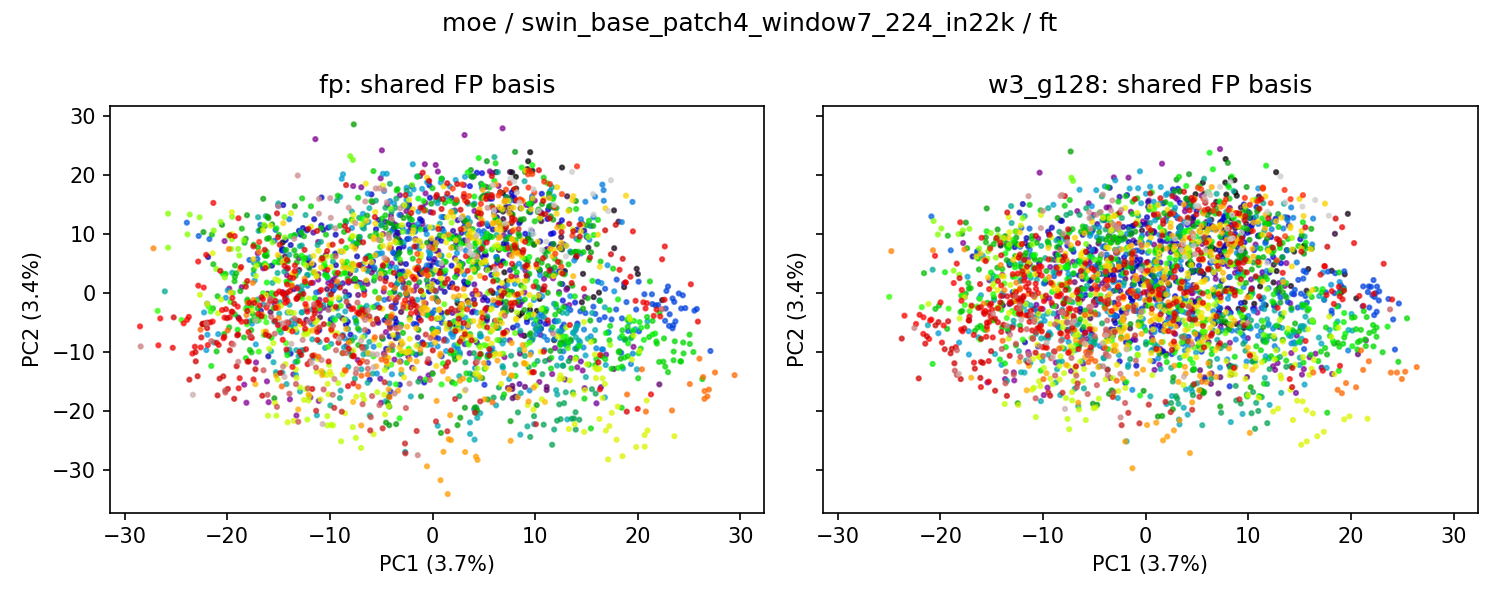 moe / swin_base_patch4_window7_224_in22k / ft
fp: shared FP basis
w3_g128: shared FP basis
30
20
10
0
−10
−20
−30
PC2 (3.4%)
PC2 (3.4%)
−30 −20 −10 0 10 20 30
−30 −20 −10 0 10 20 30
PC1 (3.7%)
PC1 (3.7%)